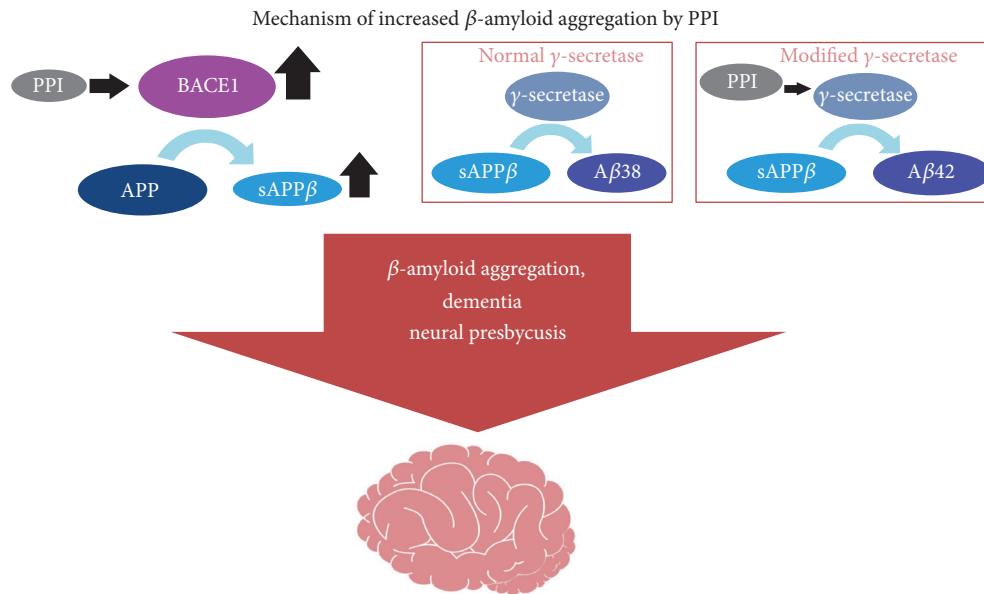 Mechanism of increased β-amyloid aggregation by PPI
PPI
BACE1
APP
sAPPβ
Normal γ-secretase
γ-secretase
sAPPβ
Aβ38
Modified γ-secretase
PPI
γ-secretase
sAPPβ
Aβ42
β-amyloid aggregation,
dementia
neural presbycusis